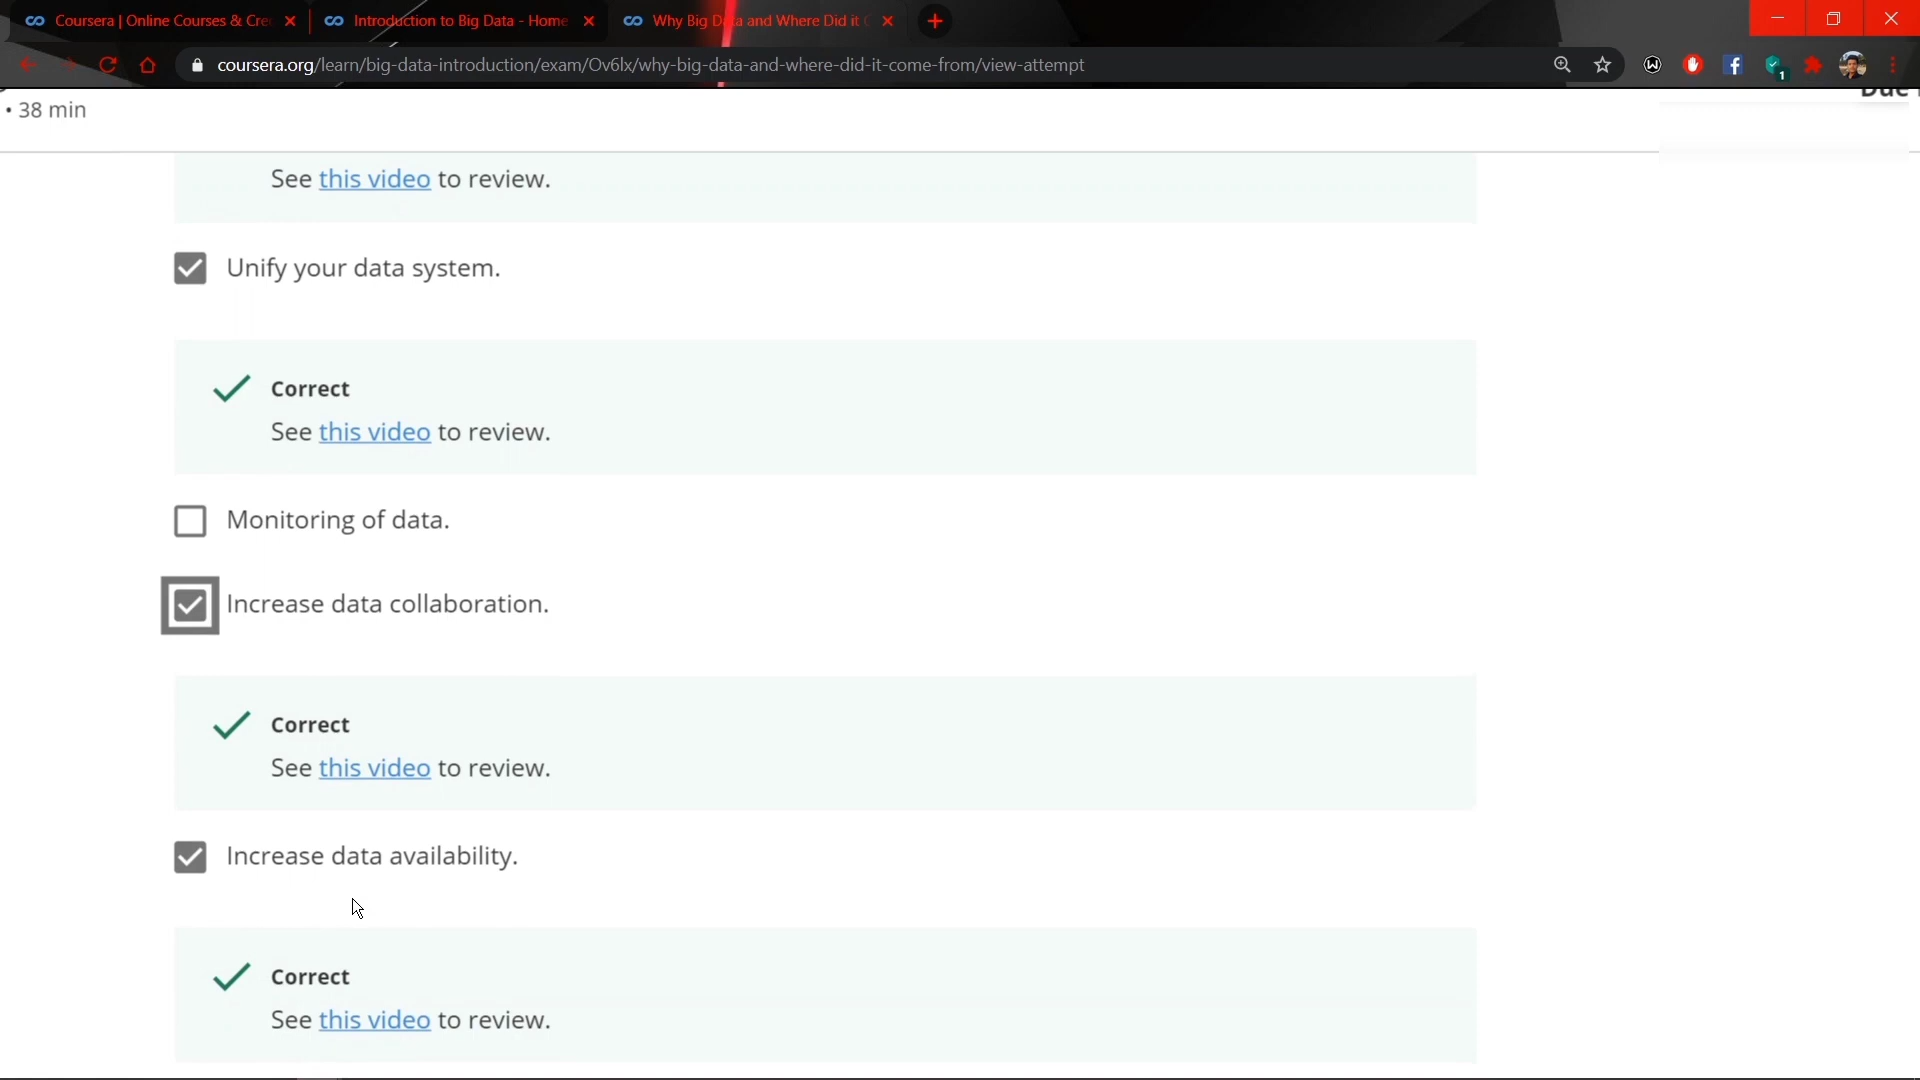 Coursera | Online Courses & Cre
Introduction to Big Data - Home
Why Big Data and Where Did it
coursera.org/learn/big-data-introduction/exam/Ov6lx/why-big-data-and-where-did-it-come-from/view-attempt
1
• 38 min
Due
See this video to review.
Unify your data system.
Correct
See this video to review.
Monitoring of data.
Increase data collaboration.
Correct
See this video to review.
Increase data availability.
Correct
See this video to review.